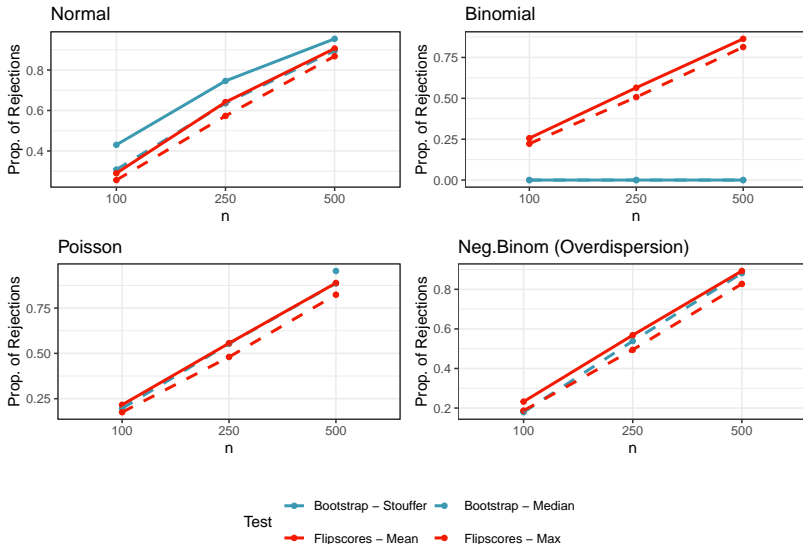 Normal
Prop. of Rejections
0.8
0.6
0.4
100 250 500
n
Binomial
Prop. of Rejections
0.75
0.50
0.25
0.00
100 250 500
n
Poisson
Prop. of Rejections
0.75
0.50
0.25
100 250 500
n
Neg.Binom (Overdispersion)
Prop. of Rejections
0.8
0.6
0.4
0.2
100 250 500
n
Test
Bootstrap − Stouffer
Bootstrap − Median
Flipscores − Mean
Flipscores − Max